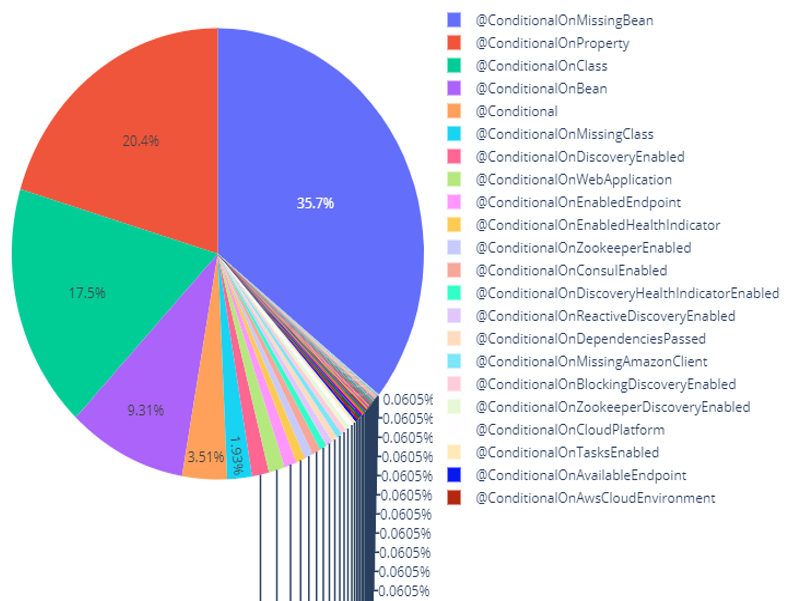 35.7%
20.4%
17.5%
9.31%
3.51%
1.93%
0.0605%
0.0605%
0.0605%
0.0605%
0.0605%
0.0605%
0.0605%
0.0605%
0.0605%
0.0605%
0.0605%
@ConditionalOnMissingBean
@ConditionalOnProperty
@ConditionalOnClass
@ConditionalOnBean
@Conditional
@ConditionalOnMissingClass
@ConditionalOnDiscoveryEnabled
@ConditionalOnWebApplication
@ConditionalOnEnabledEndpoint
@ConditionalOnEnabledHealthIndicator
@ConditionalOnZookeeperEnabled
@ConditionalOnConsulEnabled
@ConditionalOnDiscoveryHealthIndicatorEnabled
@ConditionalOnReactiveDiscoveryEnabled
@ConditionalOnDependenciesPassed
@ConditionalOnMissingAmazonClient
@ConditionalOnBlockingDiscoveryEnabled
@ConditionalOnZookeeperDiscoveryEnabled
@ConditionalOnCloudPlatform
@ConditionalOnTasksEnabled
@ConditionalOnAvailableEndpoint
@ConditionalOnAwsCloudEnvironment